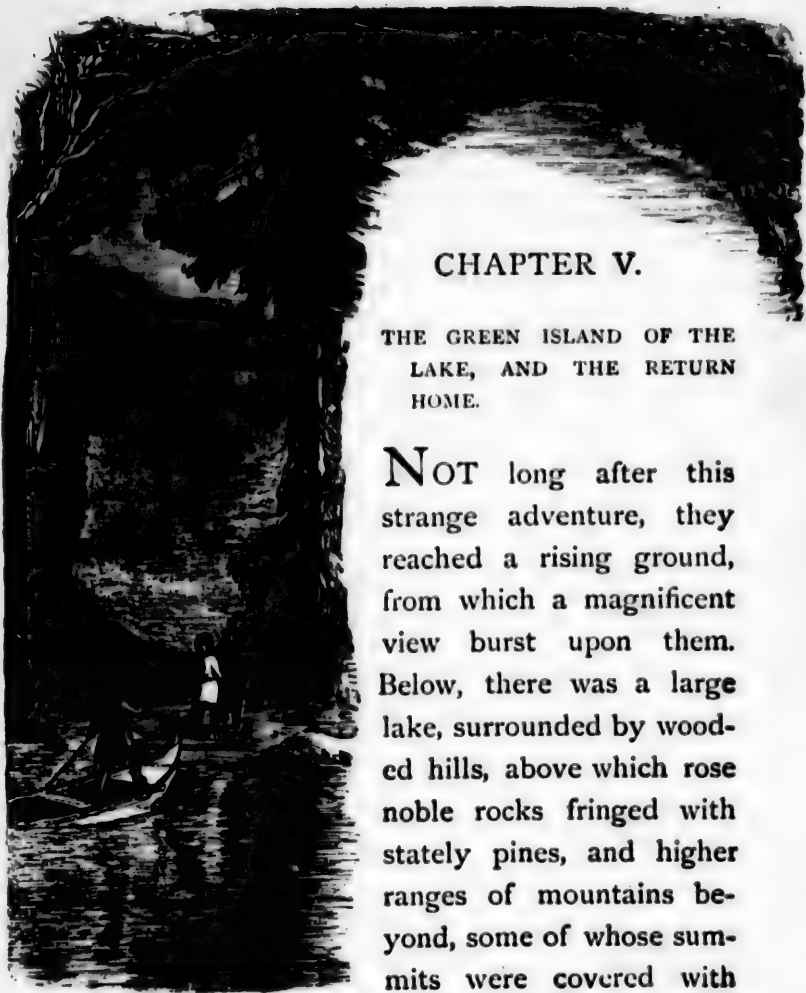 CHAPTER V.
THE GREEN ISLAND OF THE
LAKE, AND THE RETURN
HOME.
NOT long after this
strange adventure, they
reached a rising ground,
from which a magnificent
view burst upon them.
Below, there was a large
lake, surrounded by wood-
ed hills, above which rose
noble rocks fringed with
stately pines, and higher
ranges of mountains be-
yond, some of whose sum-
mits were covered with